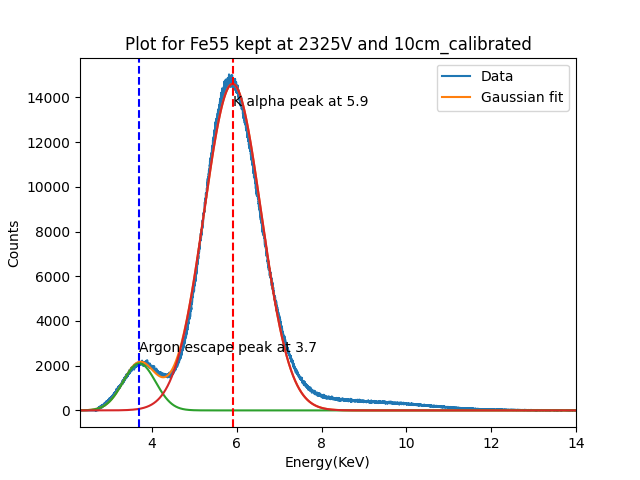 Plot for Fe55 kept at 2325V and 10cm_calibrated
Data
Gaussian fit
K alpha peak at 5.9
Argon escape peak at 3.7
Counts
14000
12000
10000
8000
6000
4000
2000
0
4
6
8
10
12
14
Energy(KeV)